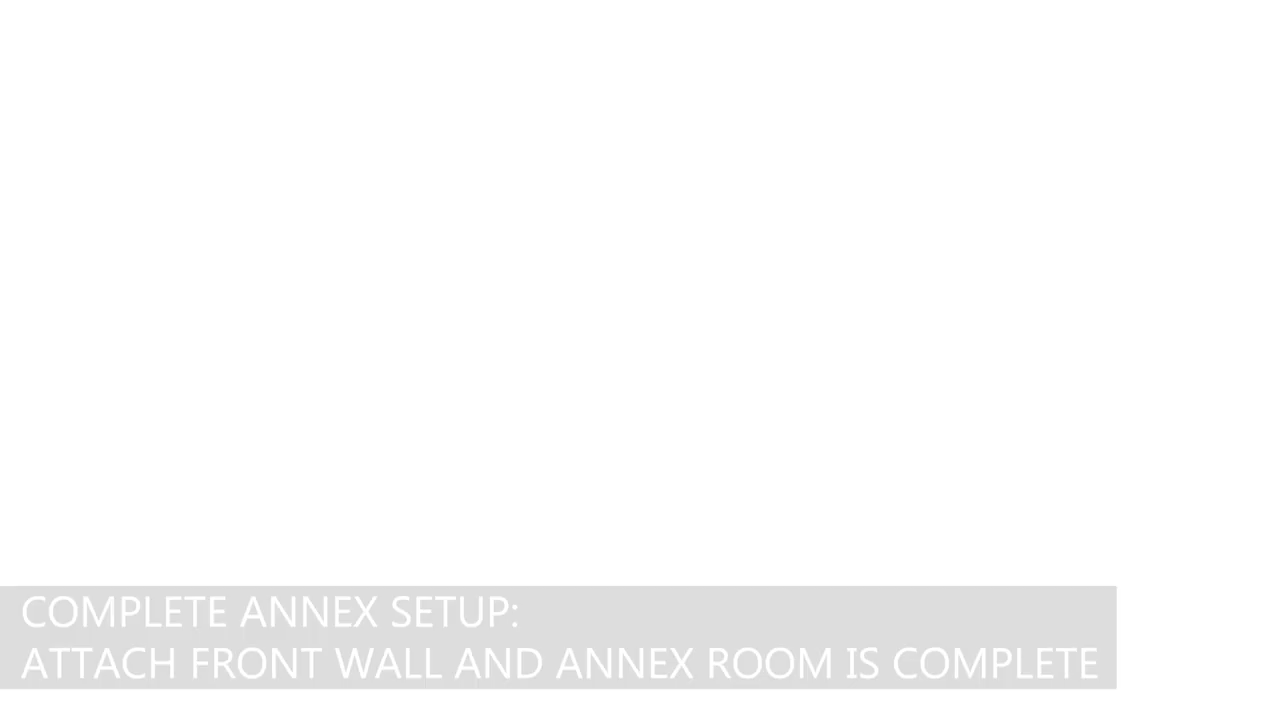 COMPLETE ANNEX SETUP:
ATTACH FRONT WALL AND ANNEX ROOM IS COMPLETE